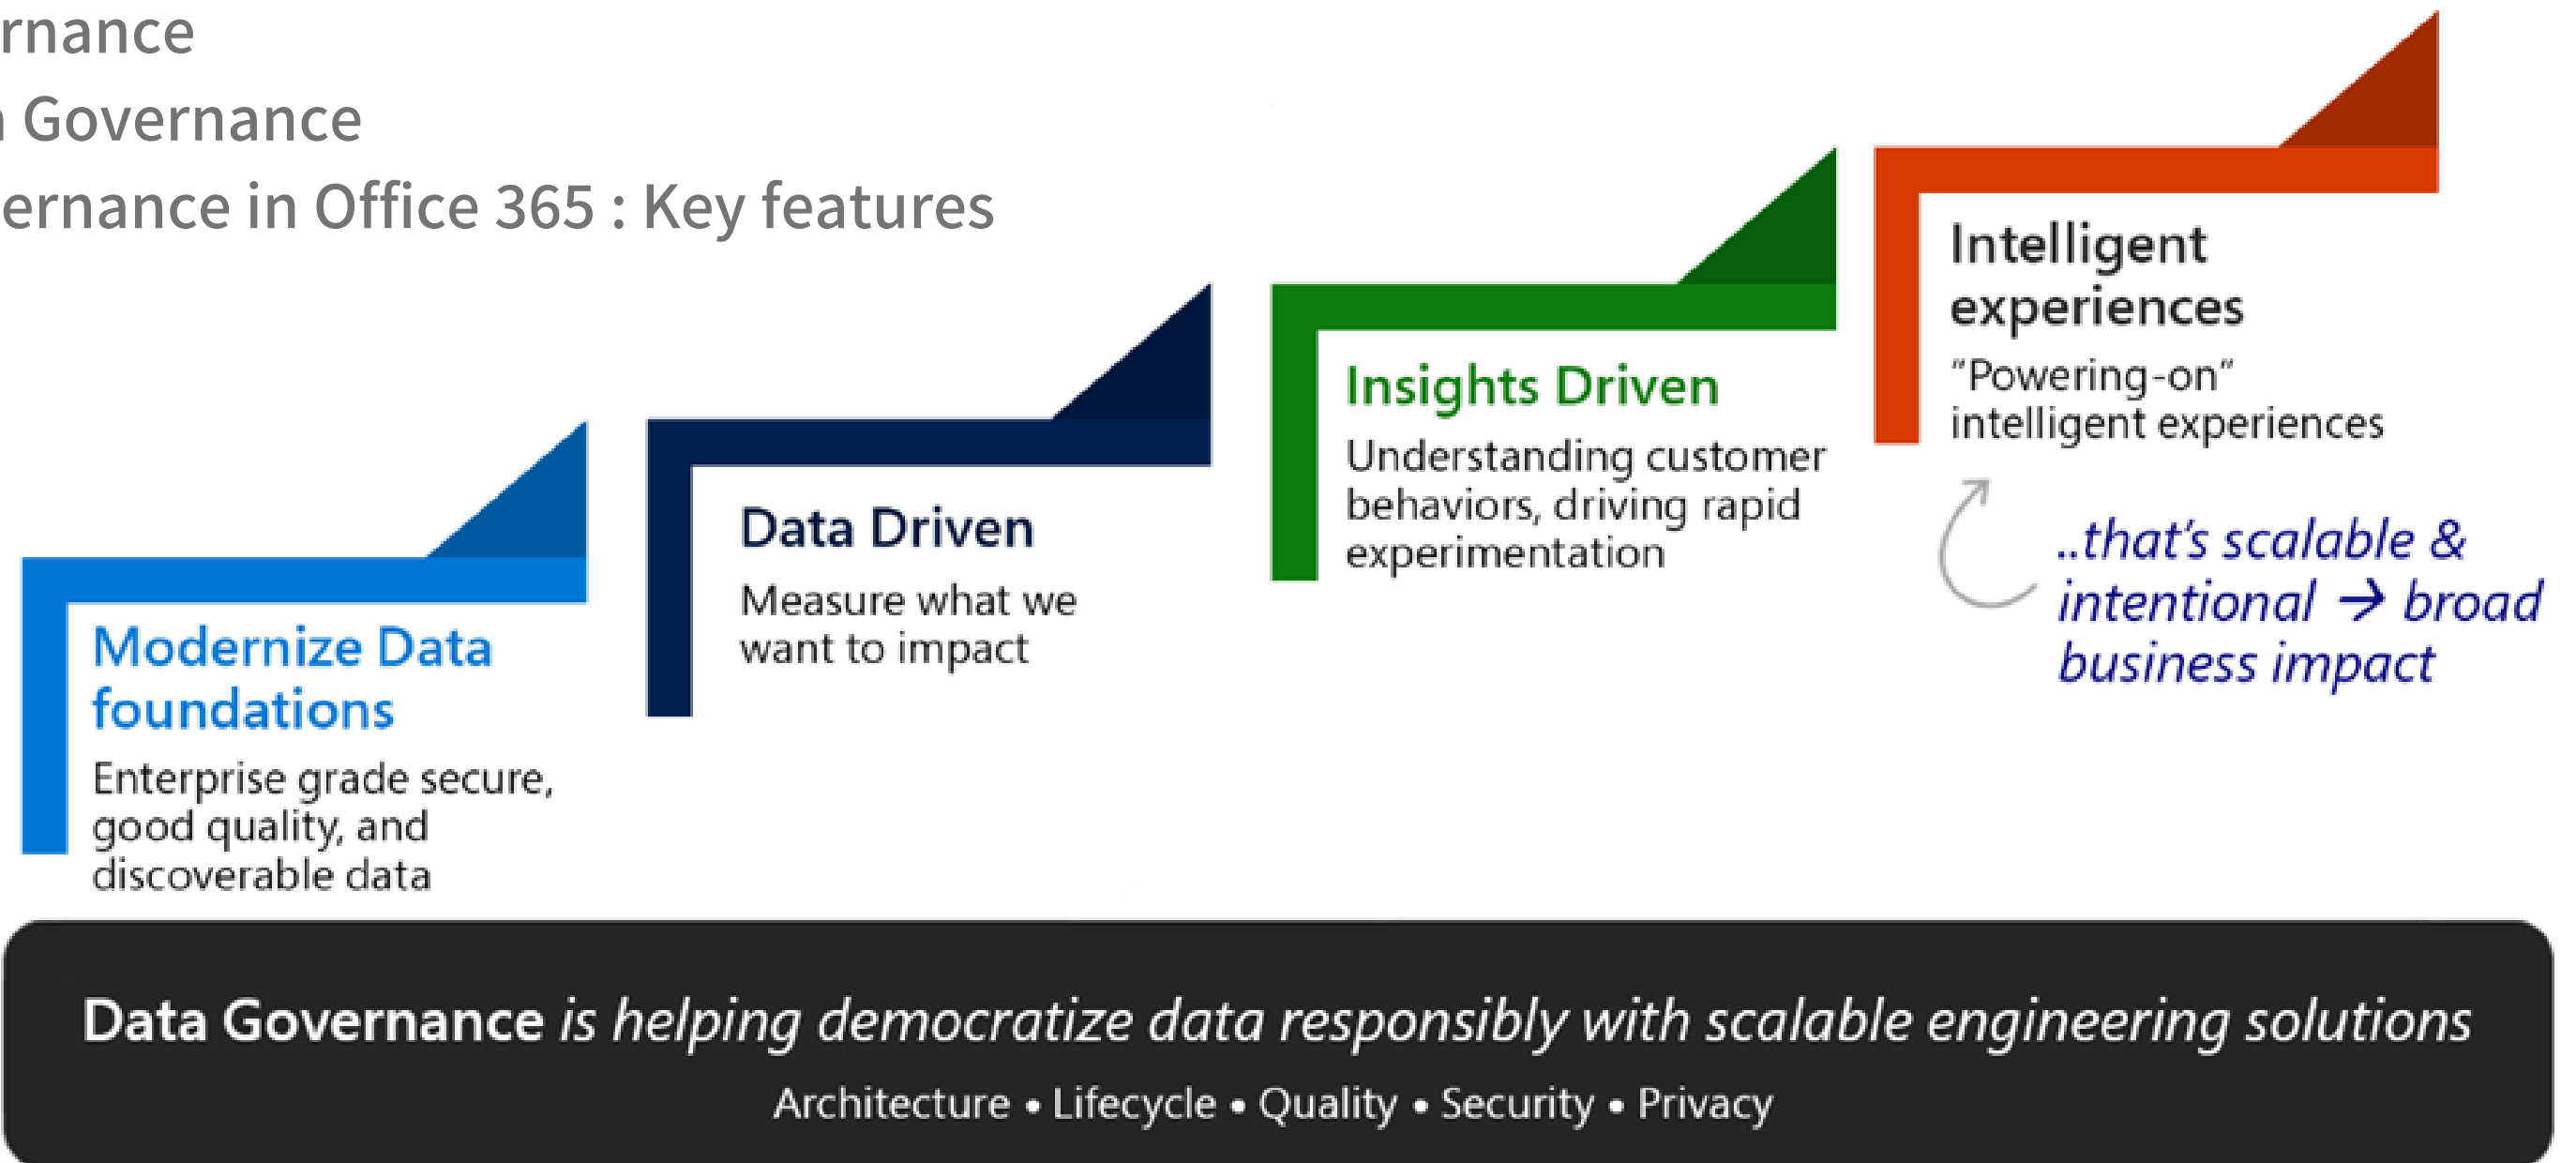 rnance
Governance
ernance in Office 365 : Key features
Intelligent
experiences
"Powering-on"
intelligent experiences
..that's scalable &
intentional → broad
business impact
Insights Driven
Understanding customer
behaviors, driving rapid
experimentation
Data Driven
Measure what we
want to impact
Modernize Data
foundations
Enterprise grade secure,
good quality, and
discoverable data
Data Governance is helping democratize data responsibly with scalable engineering solutions
Architecture • Lifecycle • Quality • Security • Privacy